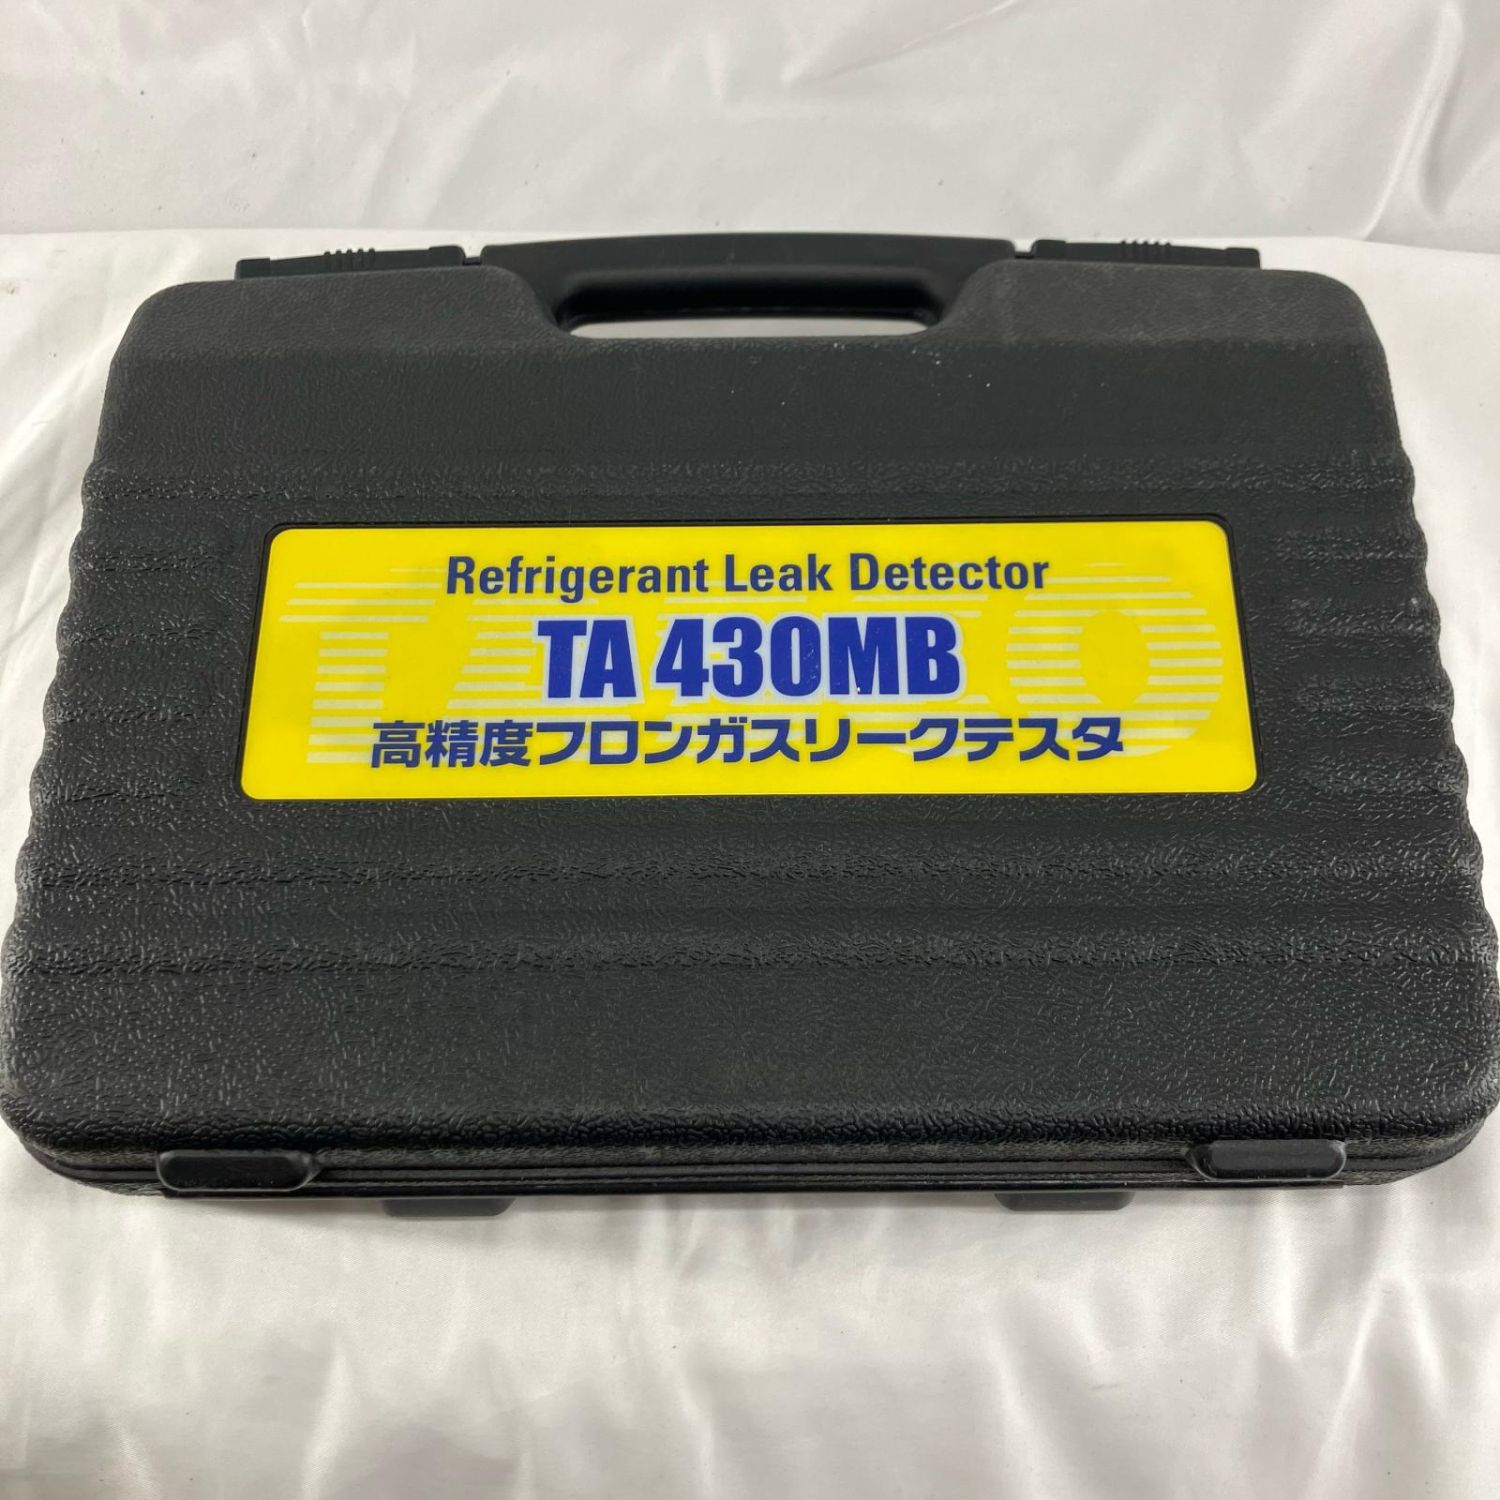 Refrigerant Leak Detector
TA 430MB
高精度フロンガスリークテスタ